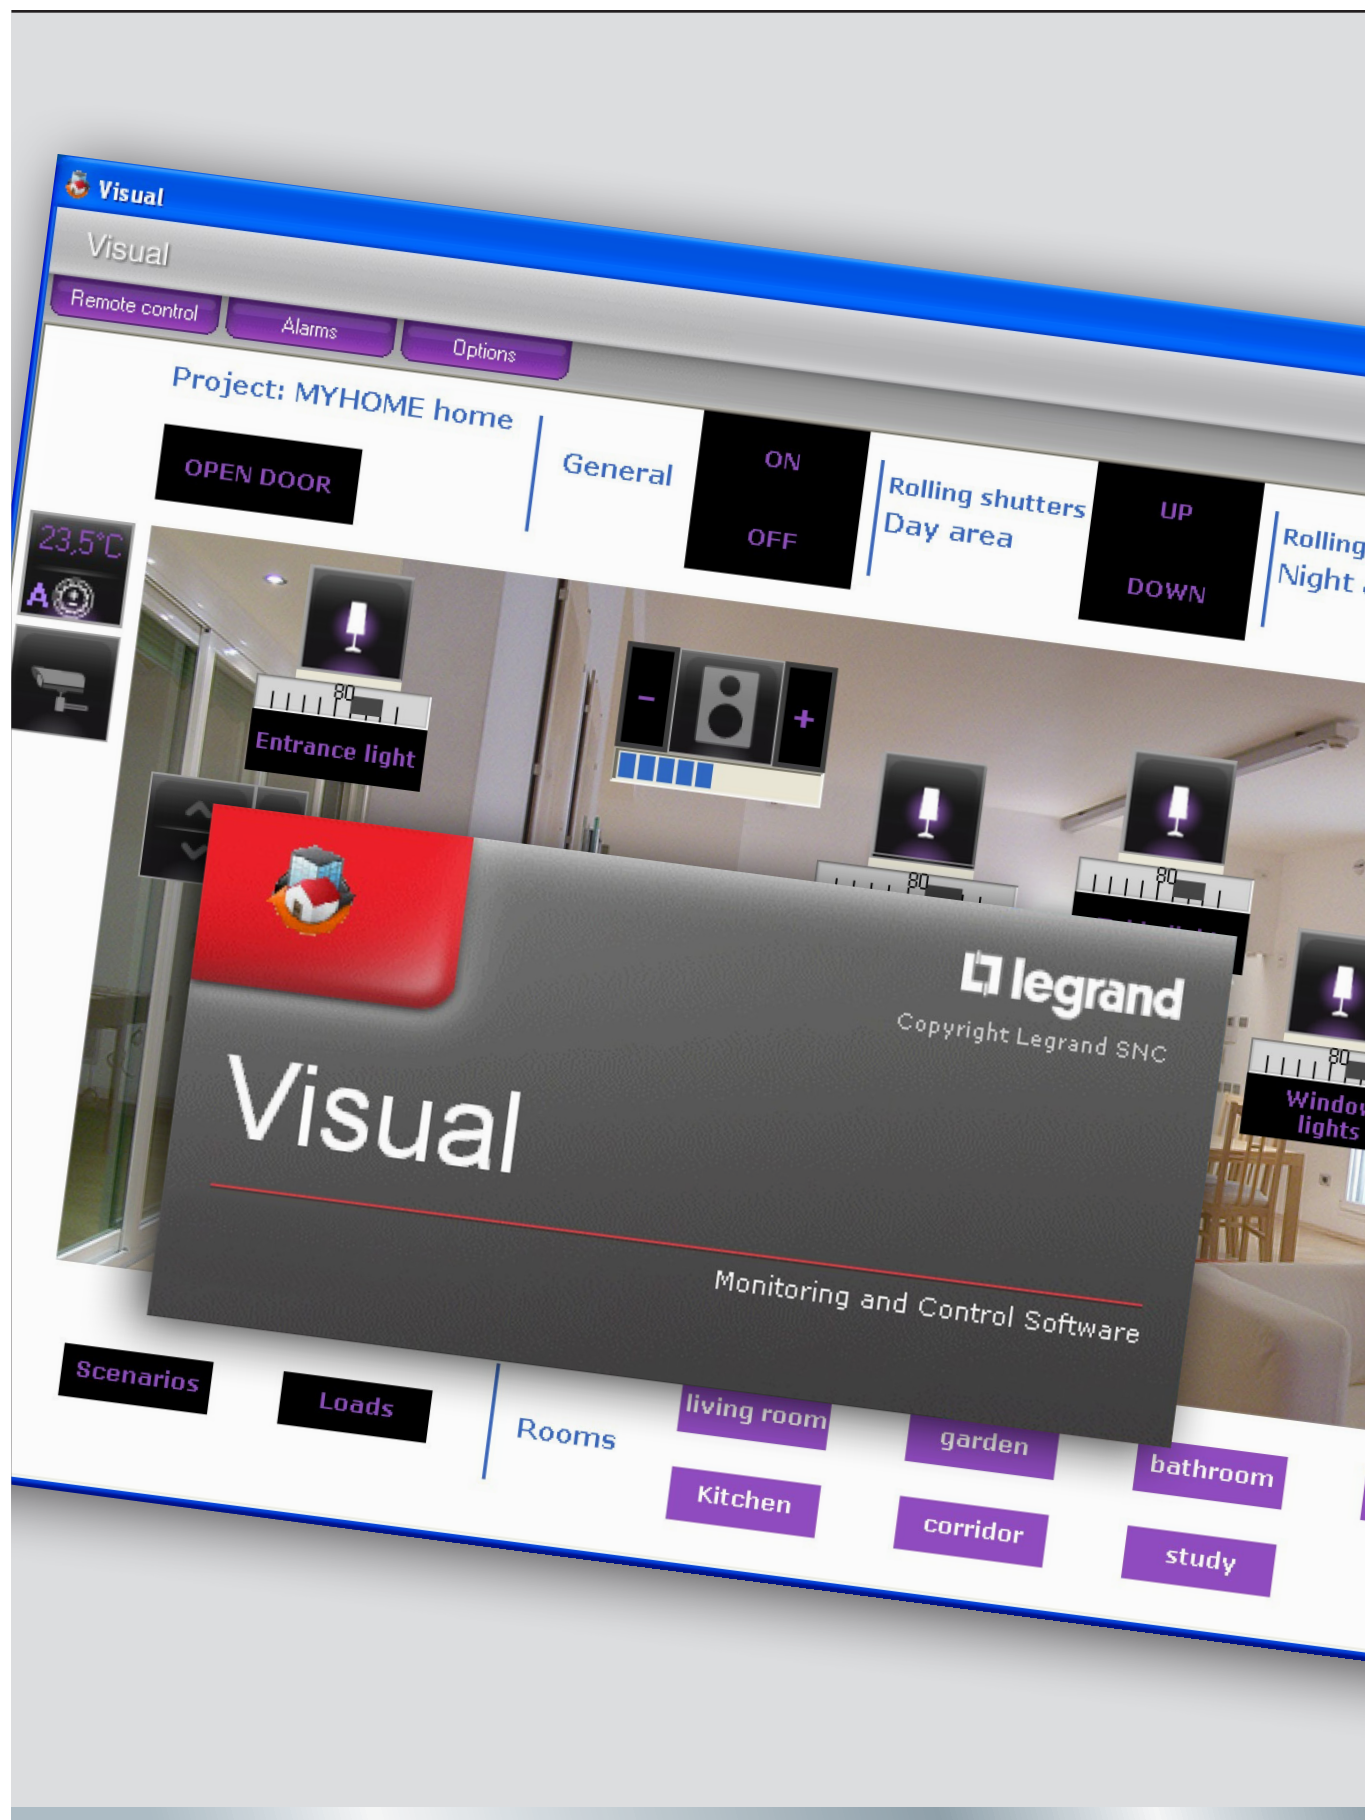 Visual
Visual
Remote control
Alarms
Options
Project: MYHOME home
OPEN DOOR
General
ON
OFF
Rolling shutters
Day area
UP
DOWN
Rolling
Night
23,5°C
A
80
Entrance light
-
+
80
80
80
Window
lights
legrand
Copyright Legrand SNC
Visual
Monitoring and Control Software
Scenarios
Loads
Rooms
living room
garden
bathroom
Kitchen
corridor
study